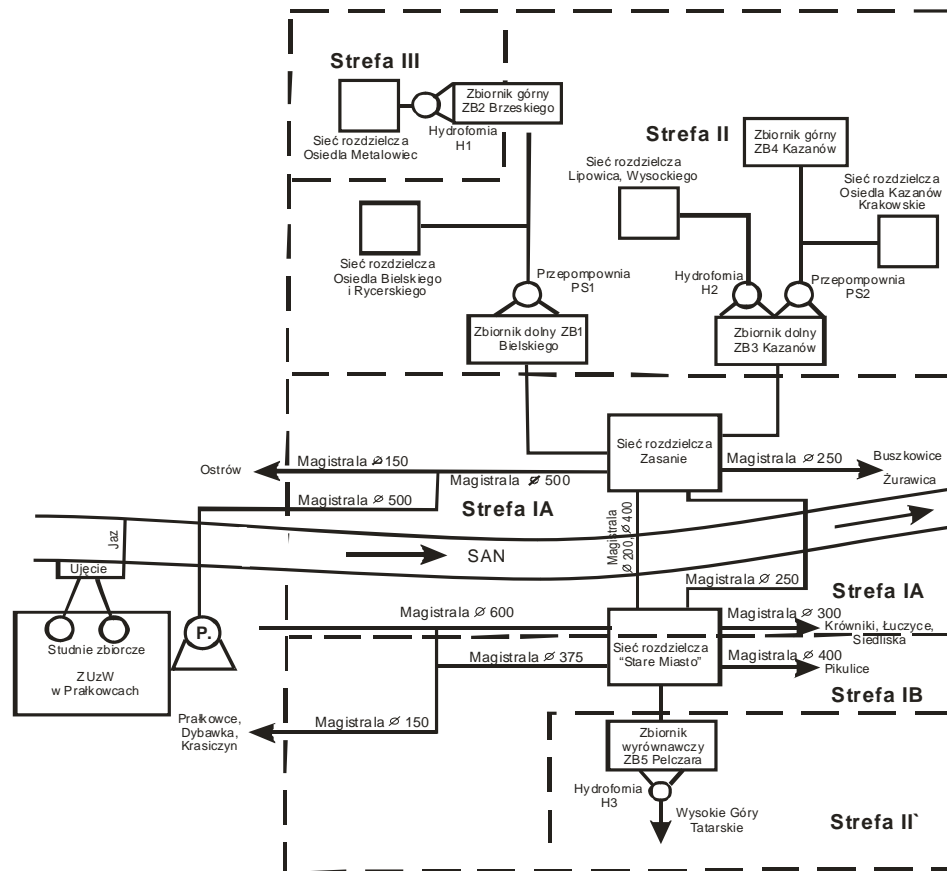 Strefa III
Zbiornik górny
ZB2 Brzeskiego
Hydrofornia
H1
Sieć rozdzielcza
Osiedla Metalowiec
Strefa II
Zbiornik górny
ZB4 Kazanów
Sieć rozdzielcza
Lipowica, Wysockiego
Sieć rozdzielcza
Osiedla Kazanów
Krakowskie
Sieć rozdzielcza
Osiedla Bielskiego
i Rycerskiego
Przepompownia
PS1
Hydrofornia
H2
Przepompownia
PS2
Zbiornik dolny ZB1
Bielskiego
Zbiornik dolny
ZB3 Kazanów
Sieć rozdzielcza
Zasanie
Ostrów
Magistrala ⌀ 150
Magistrala ⌀ 500
Magistrala ⌀ 250
Buszkowice
Żurawica
Magistrala ⌀ 500
Strefa IA
Magistrala
⌀ 200, ⌀ 400
Jaz
SAN
Ujęcie
Magistrala ⌀ 250
Strefa IA
Magistrala ⌀ 600
Magistrala ⌀ 300
Krówniki, Łuczyce,
Siedliska
P.
Studnie zbiorcze
ZUzW
w Prałkowcach
Sieć rozdzielcza
“Stare Miasto”
Magistrala ⌀ 375
Magistrala ⌀ 400
Pikulice
Strefa IB
Prałkowce,
Dybawka,
Krasiczyn
Magistrala ⌀ 150
Zbiornik
wyrównawczy
ZB5 Pelczara
Hydrofornia
H3
Wysokie Góry
Tatarskie
Strefa II`